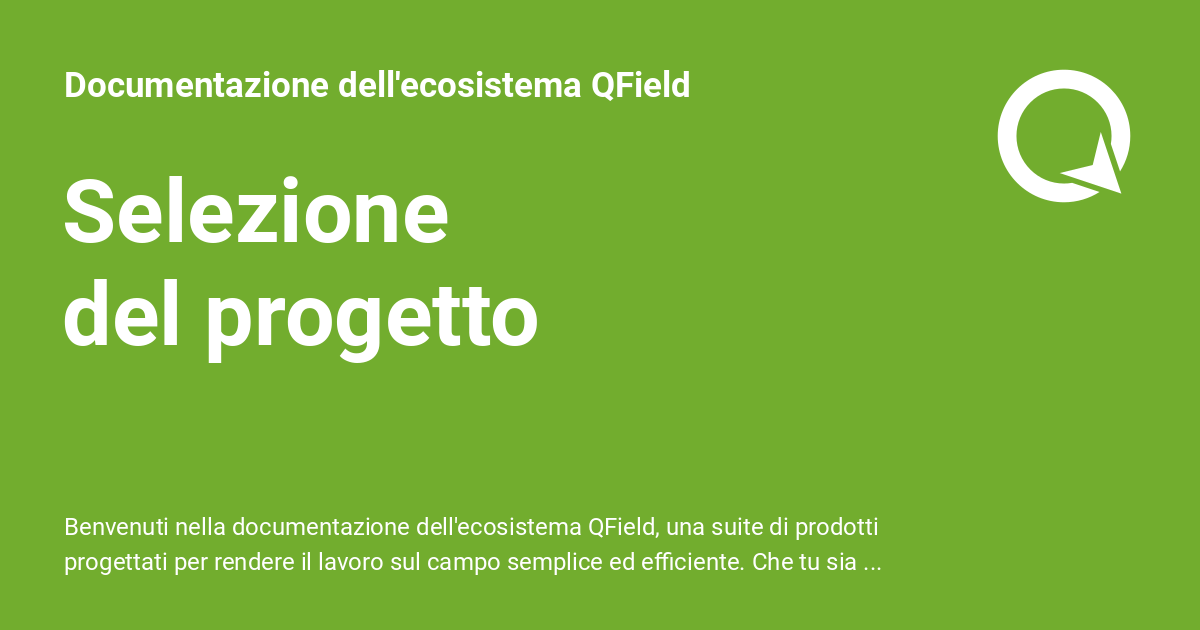 Documentazione dell'ecosistema QField
Selezione
del progetto
Benvenuti nella documentazione dell'ecosistema QField, una suite di prodotti
progettati per rendere il lavoro sul campo semplice ed efficiente. Che tu sia ...